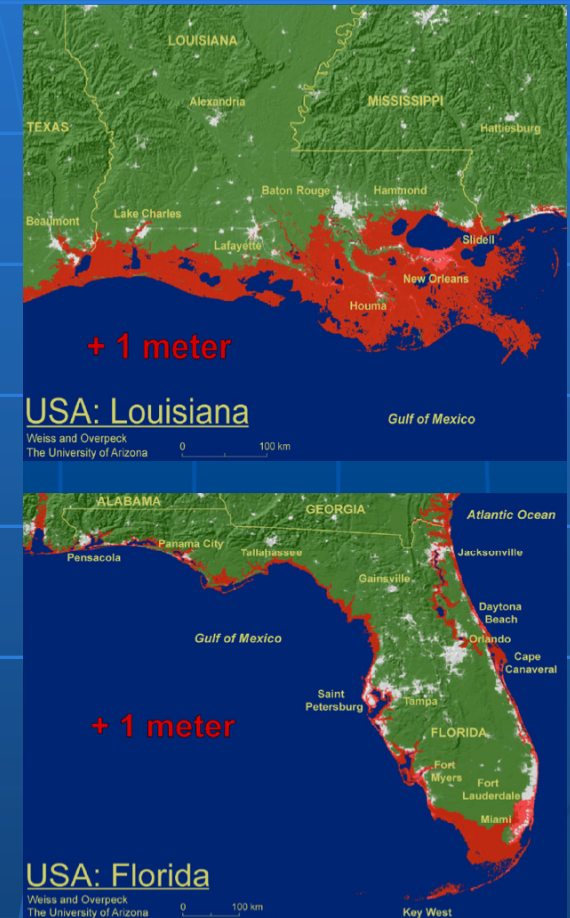 LOUISIANA
Alexandria
MISSISSIPPI
TEXAS
Hattiesburg
Baton Rouge
Hammond
Lake Charles
Beaumont
Lafayette
Slidell
New Orleans
Houma
+ 1 meter
USA: Louisiana
Gulf of Mexico
Weiss and Overpeck
The University of Arizona
0 100 km
ALABAMA
GEORGIA
Atlantic Ocean
Panama City
Pensacola
Tallahassee
Jacksonville
Gainsville
Daytona
Beach
Gulf of Mexico
Orlando
Cape
Canaveral
Saint
Petersburg
Tampa
+ 1 meter
FLORIDA
Fort
Myers
Fort
Lauderdale
Miami
USA: Florida
Weiss and Overpeck
The University of Arizona
0 100 km
Key West